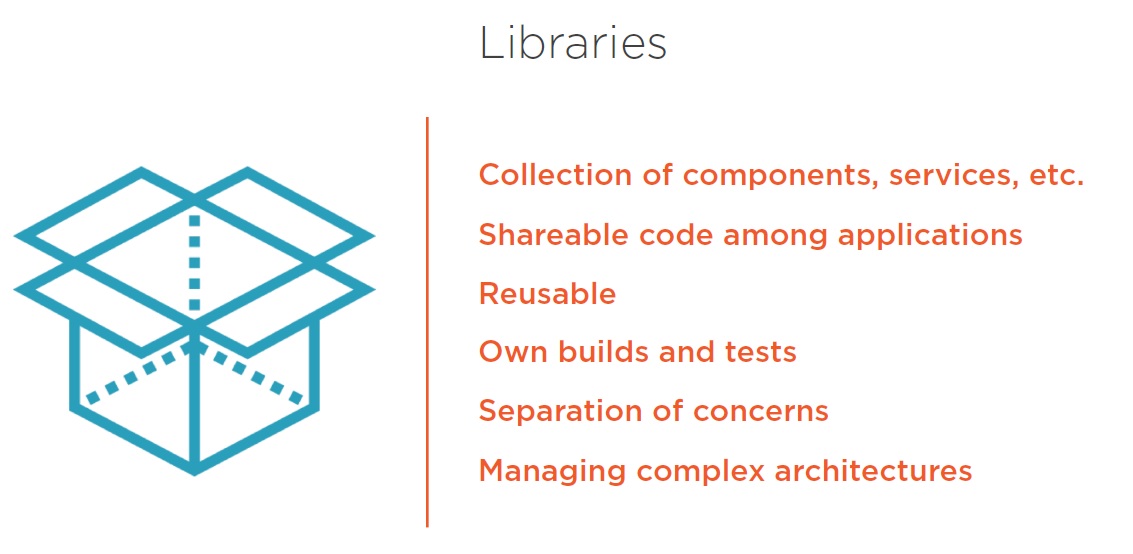 Libraries
Collection of components, services, etc.
Shareable code among applications
Reusable
Own builds and tests
Separation of concerns
Managing complex architectures